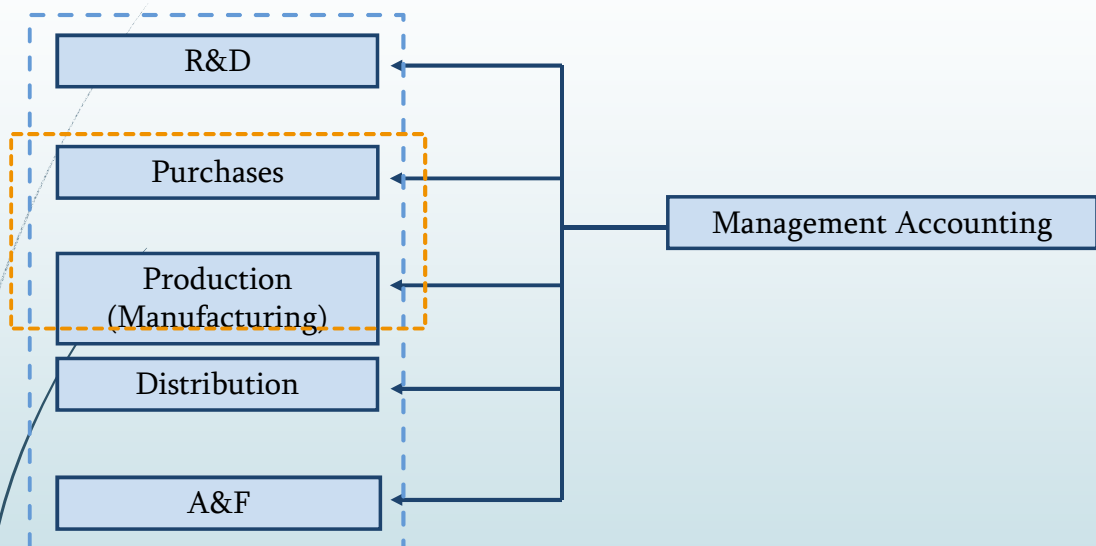 R&D
Purchases
Management Accounting
Production
(Manufacturing)
Distribution
A&F